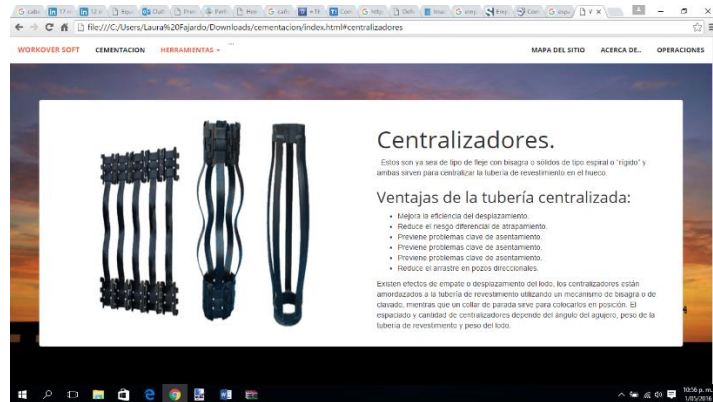 file:///C:/Users/Laura%20Fajardo/Downloads/cementacion/index.html#centralizadores
WORKOVER SOFT CEMENTACION HERRAMIENTAS MAPA DEL SITIO ACERCA DE.. OPERACIONES
Centralizadores.
Estos son ya sea de tipo de fleje con bisagra o sólidos de tipo espiral o "rígido" y
ambas sirven para centralizar la tubería de revestimiento en el hueco.
Ventajas de la tubería centralizada:
Mejora la eficiencia del desplazamiento.
Reduce el riesgo diferencial de atrapamiento.
Previene problemas clave de asentamiento.
Previene problemas clave de asentamiento.
Previene problemas clave de asentamiento.
Reduce el arrastre en pozos direccionales.
Existen efectos de empate o desplazamiento del lodo, los centralizadores están
amordazados a la tubería de revestimiento utilizando un mecanismo de bisagra o de
clavado, mientras que un collar de parada sirve para colocarlos en posición. El
espaciado y cantidad de centralizadores depende del ángulo del agujero, peso de la
tubería de revestimiento y peso del lodo.
10:56 p. m.
1/05/2016